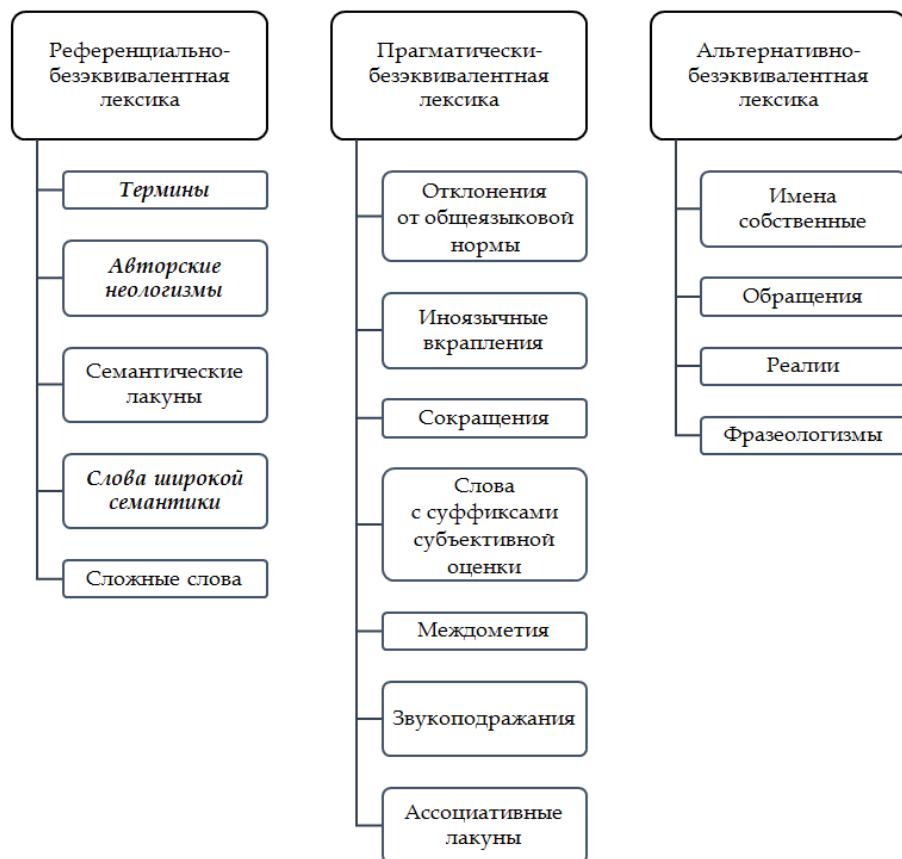 Референциально-
безэквивалентная
лексика
Термины
Авторские
неологизмы
Семантические
лакуны
Слова широкой
семантики
Сложные слова
Прагматически-
безэквивалентная
лексика
Отклонения
от общеязыковой
нормы
Иноязычные
вкрапления
Сокращения
Слова
с суффиксами
субъективной
оценки
Междометия
Звукоподражания
Ассоциативные
лакуны
Альтернативно-
безэквивалентная
лексика
Имена
собственные
Обращения
Реалии
Фразеологизмы